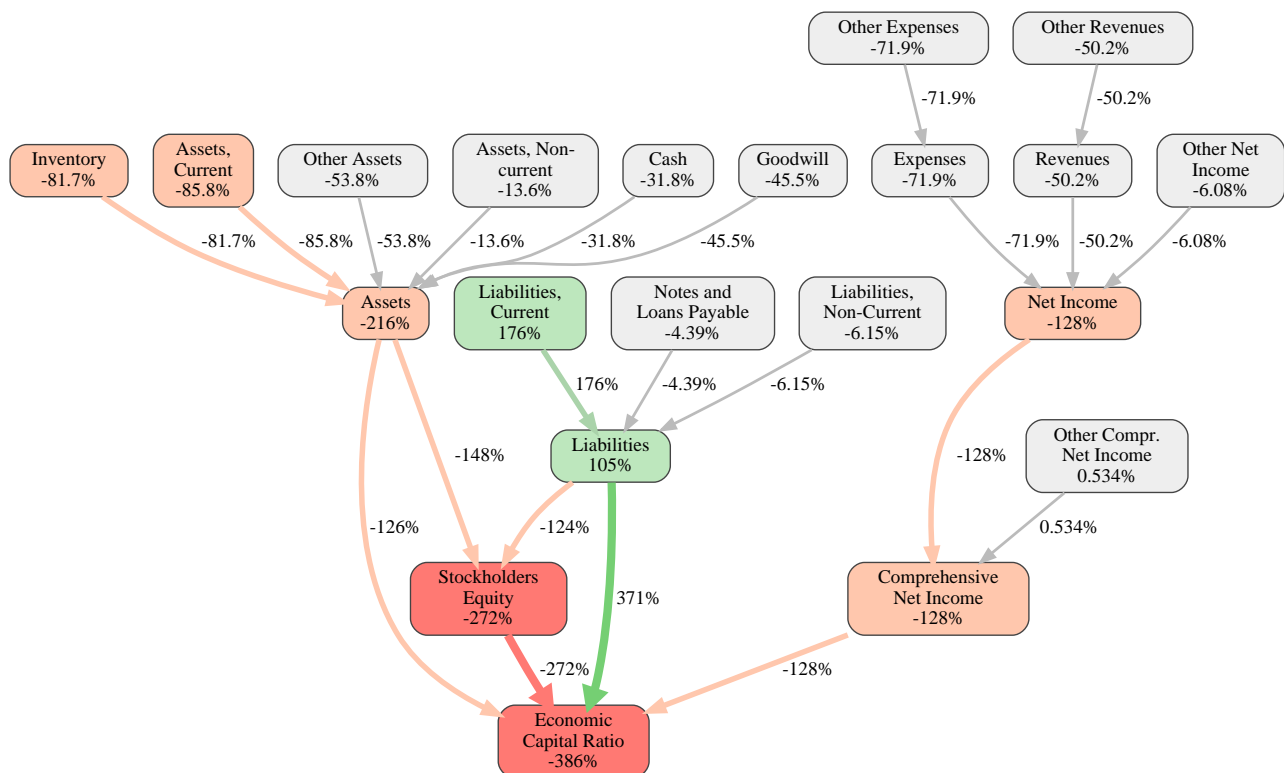 Other Expenses
-71.9%
Other Revenues
-50.2%
-71.9%
-50.2%
Inventory
-81.7%
Assets,
Current
-85.8%
Other Assets
-53.8%
Assets, Non-
current
-13.6%
Cash
-31.8%
Goodwill
-45.5%
Expenses
-71.9%
Revenues
-50.2%
Other Net
Income
-6.08%
-81.7%
-85.8%
-53.8%
-13.6%
-31.8%
-45.5%
-71.9%
-50.2%
-6.08%
Assets
-216%
Liabilities,
Current
176%
Notes and
Loans Payable
-4.39%
Liabilities,
Non-Current
-6.15%
Net Income
-128%
176%
-4.39%
-6.15%
-148%
Liabilities
105%
-128%
Other Compr.
Net Income
0.534%
-126%
-124%
0.534%
Stockholders
Equity
-272%
371%
Comprehensive
Net Income
-128%
-272%
-128%
Economic
Capital Ratio
-386%